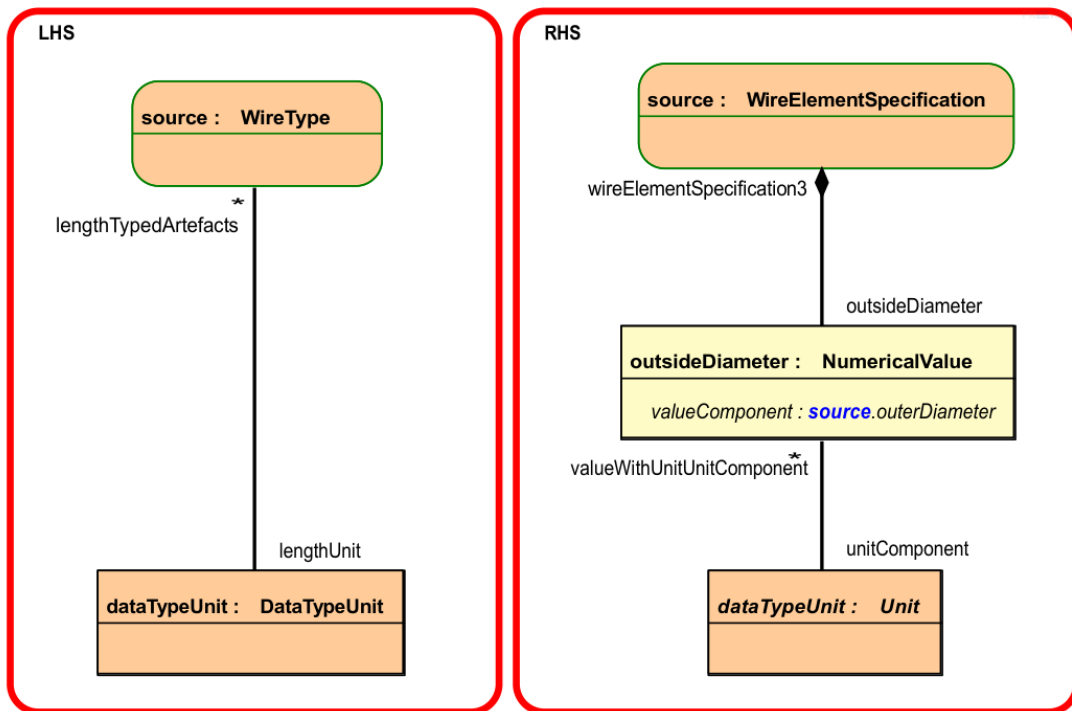 LHS
source : WireType
*
lengthTypedArtefacts
lengthUnit
dataTypeUnit : DataTypeUnit
RHS
source : WireElementSpecification
wireElementSpecification3
outsideDiameter
outsideDiameter : NumericalValue
valueComponent : source.outerDiameter
*
valueWithUnitUnitComponent
unitComponent
dataTypeUnit : Unit